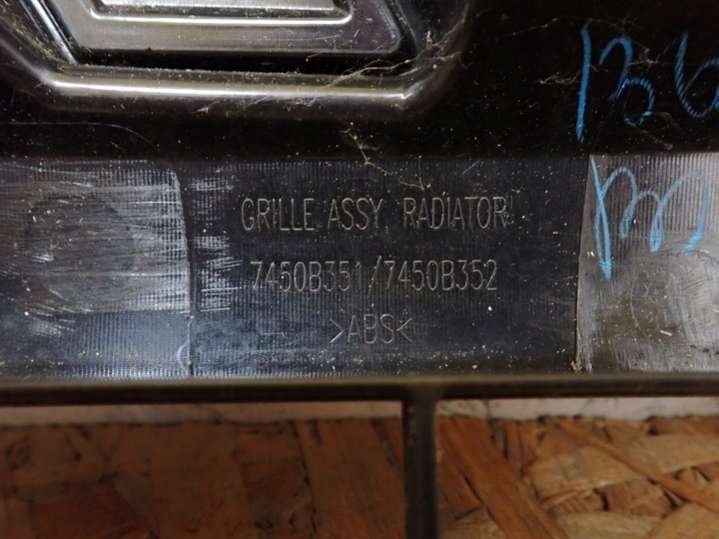 GRILLE ASSY, RADIATOR
7450B351/7450B352
>ABS<